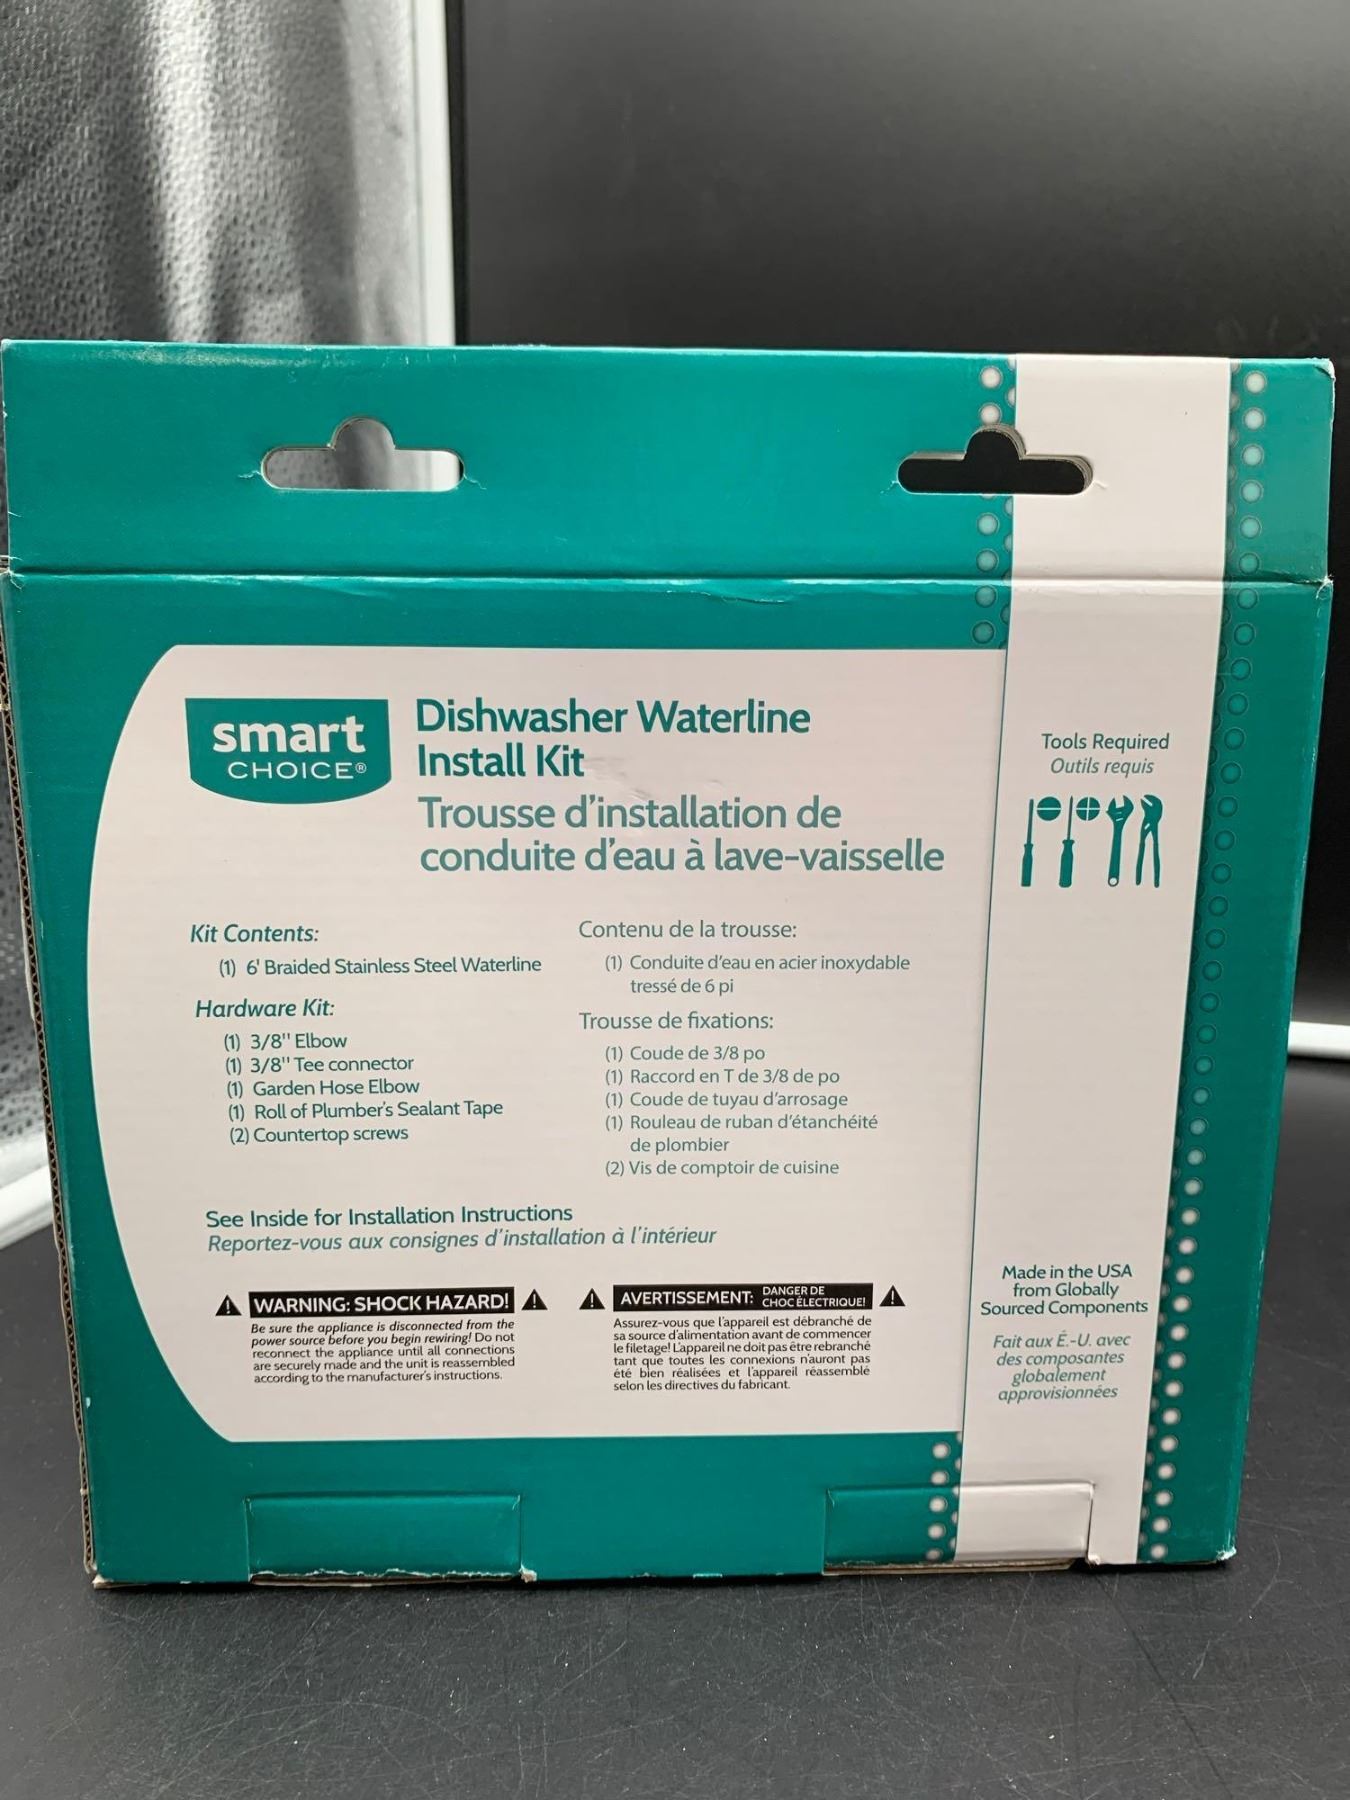 smart
CHOICE®
Dishwasher Waterline
Install Kit
Trousse d'installation de
conduite d'eau à lave-vaisselle
Kit Contents:
(1) 6' Braided Stainless Steel Waterline
Hardware Kit:
(1) 3/8" Elbow
(1) 3/8" Tee connector
(1) Garden Hose Elbow
(1) Roll of Plumber's Sealant Tape
(2) Countertop screws
Contenu de la trousse:
(1) Conduite d'eau en acier inoxydable
tressé de 6 pi
Trousse de fixations:
(1) Coude de 3/8 po
(1) Raccord en T de 3/8 de po
(1) Coude de tuyau d'arrosage
(1) Rouleau de ruban d'étanchéité
de plombier
(2) Vis de comptoir de cuisine
See Inside for Installation Instructions
Reportez-vous aux consignes d'installation à l'intérieur
WARNING: SHOCK HAZARD!
Be sure the appliance is disconnected from the
power source before you begin rewiring! Do not
reconnect the appliance until all connections
are securely made and the unit is reassembled
according to the manufacturer's instructions.
AVERTISSEMENT: DANGER DE
CHOC ÉLECTRIQUE!
Assurez-vous que l'appareil est débranché de
sa source d'alimentation avant de commencer
le filetage! L'appareil ne doit pas être rebranché
tant que toutes les connexions n'auront pas
été bien réalisées et l'appareil réassemblé
selon les directives du fabricant.
Tools Required
Outils requis
Made in the USA
from Globally
Sourced Components
Fait aux É.-U. avec
des composantes
globalement
approvisionnées